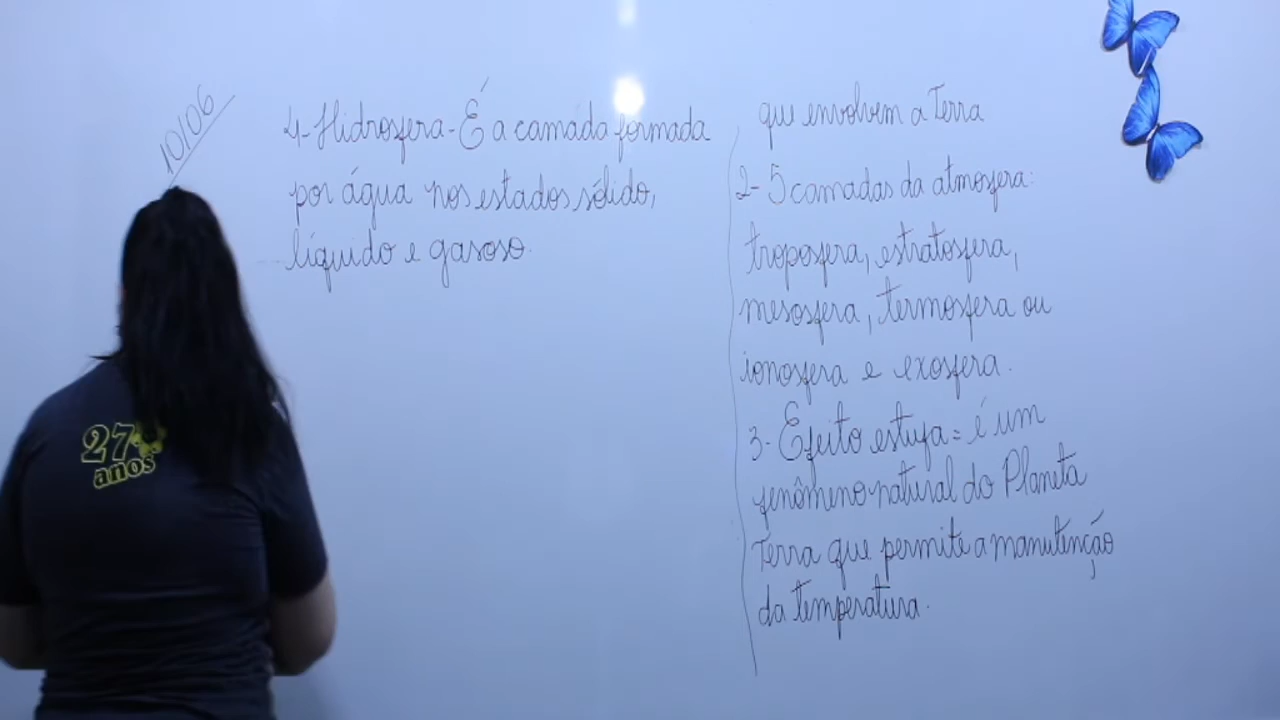 10/06
4-Hidrosfera-É a camada formada
por água nos estados sólido,
líquido e gasoso.
que envolvem a Terra
2- 5 camadas da atmosfera:
troposfera, estratosfera,
mesosfera, termosfera ou
ionosfera e exosfera.
3- Efeito estufa= é um
fenômeno natural do Planeta
Terra que permite a manutenção
da temperatura.
27
anos